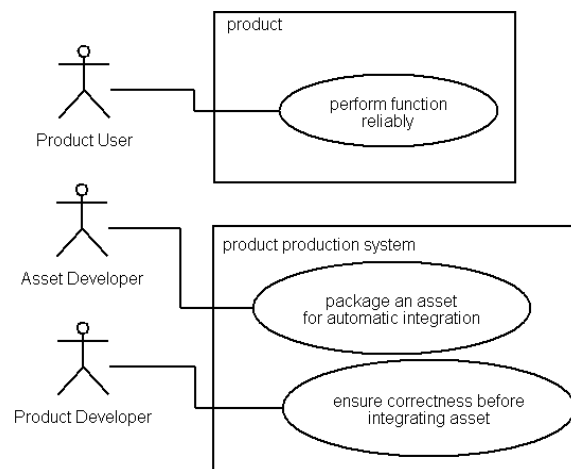 product
perform function
reliably
Product User
product production system
Asset Developer
package an asset
for automatic integration
Product Developer
ensure correctness before
integrating asset